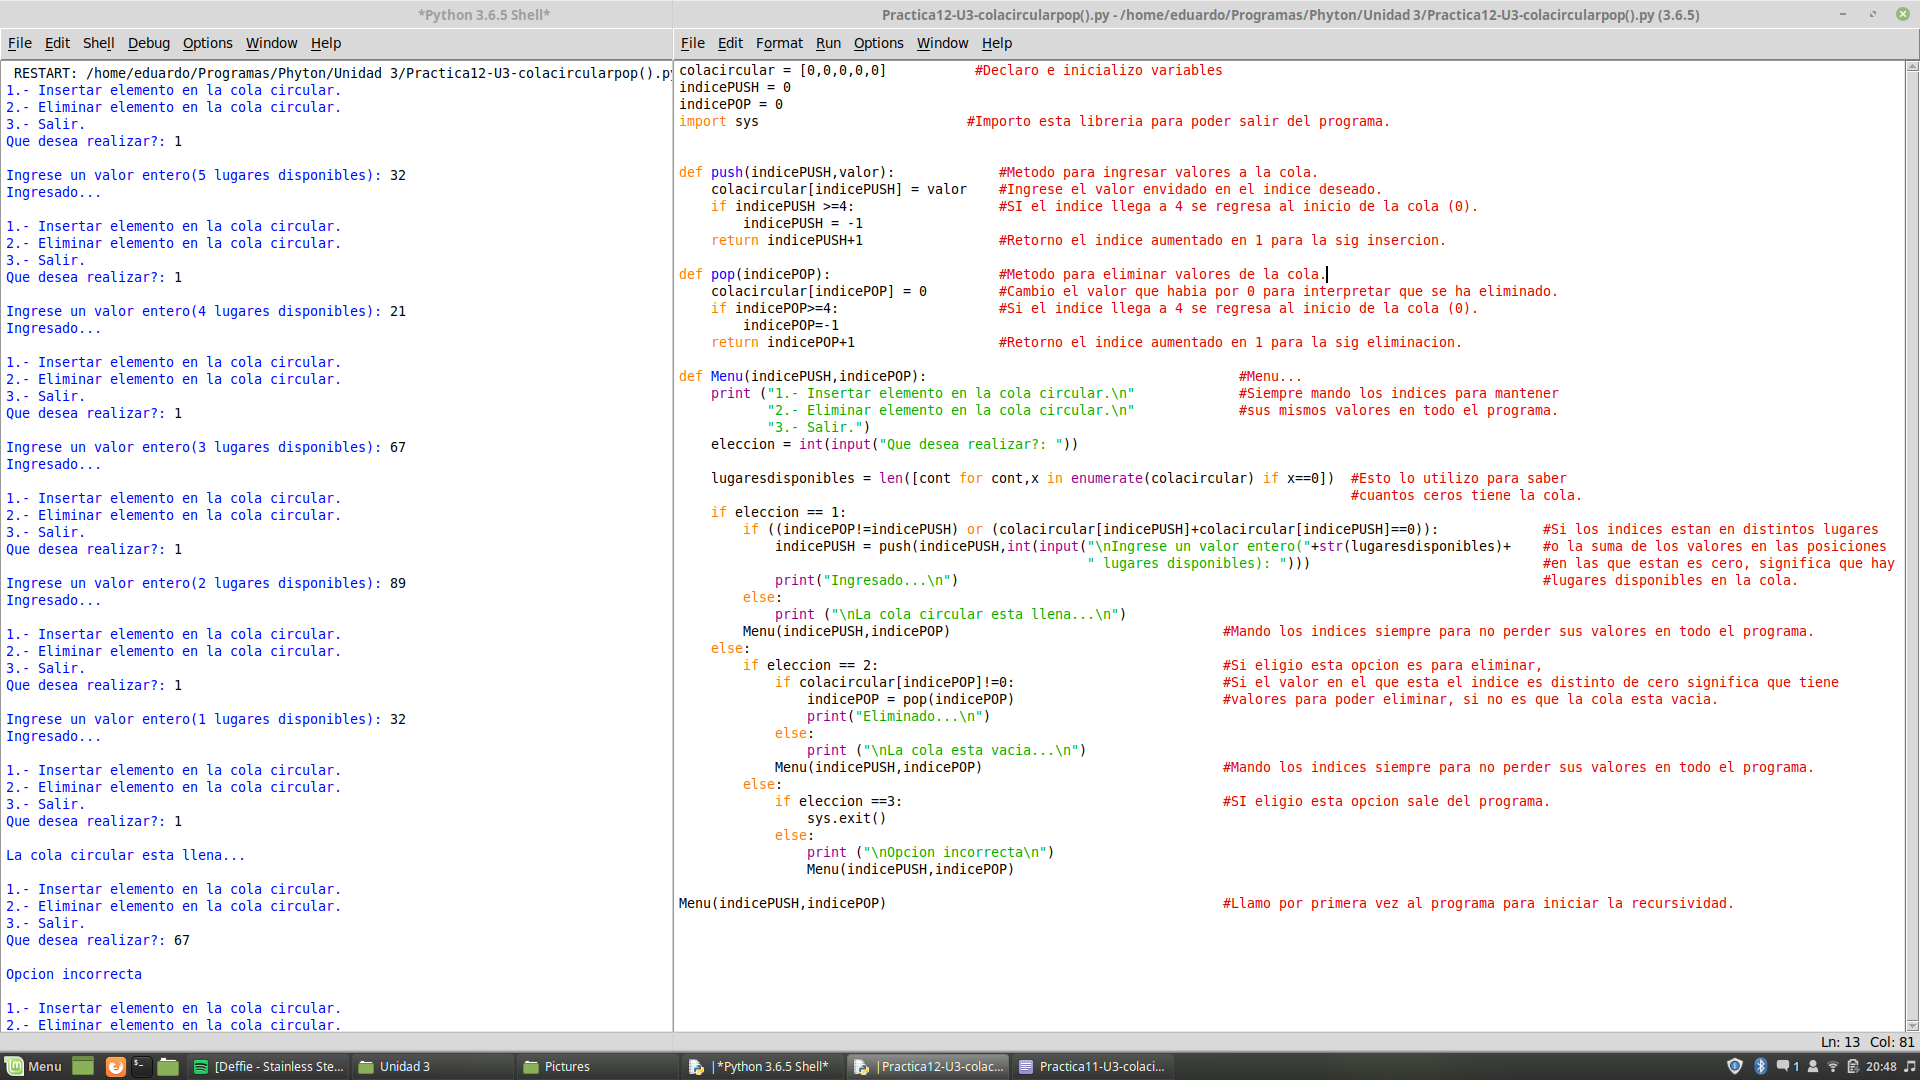 *Python 3.6.5 Shell*
File Edit Shell Debug Options Window Help
RESTART: /home/eduardo/Programas/Phyton/Unidad 3/Practica12-U3-colacircularpop().py
1.- Insertar elemento en la cola circular.
2.- Eliminar elemento en la cola circular.
3.- Salir.
Que desea realizar?: 1
Ingrese un valor entero(5 lugares disponibles): 32
Ingresado...
1.- Insertar elemento en la cola circular.
2.- Eliminar elemento en la cola circular.
3.- Salir.
Que desea realizar?: 1
Ingrese un valor entero(4 lugares disponibles): 21
Ingresado...
1.- Insertar elemento en la cola circular.
2.- Eliminar elemento en la cola circular.
3.- Salir.
Que desea realizar?: 1
Ingrese un valor entero(3 lugares disponibles): 67
Ingresado...
1.- Insertar elemento en la cola circular.
2.- Eliminar elemento en la cola circular.
3.- Salir.
Que desea realizar?: 1
Ingrese un valor entero(2 lugares disponibles): 89
Ingresado...
1.- Insertar elemento en la cola circular.
2.- Eliminar elemento en la cola circular.
3.- Salir.
Que desea realizar?: 1
Ingrese un valor entero(1 lugares disponibles): 32
Ingresado...
1.- Insertar elemento en la cola circular.
2.- Eliminar elemento en la cola circular.
3.- Salir.
Que desea realizar?: 1
La cola circular esta llena...
1.- Insertar elemento en la cola circular.
2.- Eliminar elemento en la cola circular.
3.- Salir.
Que desea realizar?: 67
Opcion incorrecta
1.- Insertar elemento en la cola circular.
2.- Eliminar elemento en la cola circular.
Practica12-U3-colacircularpop().py - /home/eduardo/Programas/Phyton/Unidad 3/Practica12-U3-colacircularpop().py (3.6.5)
File Edit Format Run Options Window Help
colacircular = [0,0,0,0,0]           #Declaro e inicializo variables
indicePUSH = 0
indicePOP = 0
import sys                          #Importo esta libreria para poder salir del programa.
def push(indicePUSH,valor):             #Metodo para ingresar valores a la cola.
    colacircular[indicePUSH] = valor    #Ingrese el valor envidado en el indice deseado.
    if indicePUSH >=4:                  #SI el indice llega a 4 se regresa al inicio de la cola (0).
        indicePUSH = -1
    return indicePUSH+1                 #Retorno el indice aumentado en 1 para la sig insercion.
def pop(indicePOP):                     #Metodo para eliminar valores de la cola.
    colacircular[indicePOP] = 0         #Cambio el valor que habia por 0 para interpretar que se ha eliminado.
    if indicePOP>=4:                    #Si el indice llega a 4 se regresa al inicio de la cola (0).
        indicePOP=-1
    return indicePOP+1                  #Retorno el indice aumentado en 1 para la sig eliminacion.
def Menu(indicePUSH,indicePOP):                                       #Menu...
    print ("1.- Insertar elemento en la cola circular.\n"             #Siempre mando los indices para mantener
           "2.- Eliminar elemento en la cola circular.\n"             #sus mismos valores en todo el programa.
           "3.- Salir.")
    eleccion = int(input("Que desea realizar?: "))
    lugaresdisponibles = len([cont for cont,x in enumerate(colacircular) if x==0])  #Esto lo utilizo para saber
                                                                                    #cuantos ceros tiene la cola.
    if eleccion == 1:
        if ((indicePOP!=indicePUSH) or (colacircular[indicePUSH]+colacircular[indicePUSH]==0)):             #Si los indices estan en distintos lugares
            indicePUSH = push(indicePUSH,int(input("\nIngrese un valor entero("+str(lugaresdisponibles)+    #o la suma de los valores en las posiciones
                                                   " lugares disponibles): ")))                             #en las que estan es cero, significa que hay
            print("Ingresado...\n")                                                                         #lugares disponibles en la cola.
        else:
            print ("\nLa cola circular esta llena...\n")
        Menu(indicePUSH,indicePOP)                                  #Mando los indices siempre para no perder sus valores en todo el programa.
    else:
        if eleccion == 2:                                           #Si eligio esta opcion es para eliminar,
            if colacircular[indicePOP]!=0:                          #Si el valor en el que esta el indice es distinto de cero significa que tiene
                indicePOP = pop(indicePOP)                          #valores para poder eliminar, si no es que la cola esta vacia.
                print("Eliminado...\n")
            else:
                print ("\nLa cola esta vacia...\n")
            Menu(indicePUSH,indicePOP)                              #Mando los indices siempre para no perder sus valores en todo el programa.
        else:
            if eleccion ==3:                                        #SI eligio esta opcion sale del programa.
                sys.exit()
            else:
                print ("\nOpcion incorrecta\n")
                Menu(indicePUSH,indicePOP)
Menu(indicePUSH,indicePOP)                                          #Llamo por primera vez al programa para iniciar la recursividad.
Ln: 13 Col: 81
Menu [Deffie - Stainless Ste... Unidad 3 Pictures |*Python 3.6.5 Shell* |Practica12-U3-colac... Practica11-U3-colaci... 1 20:48